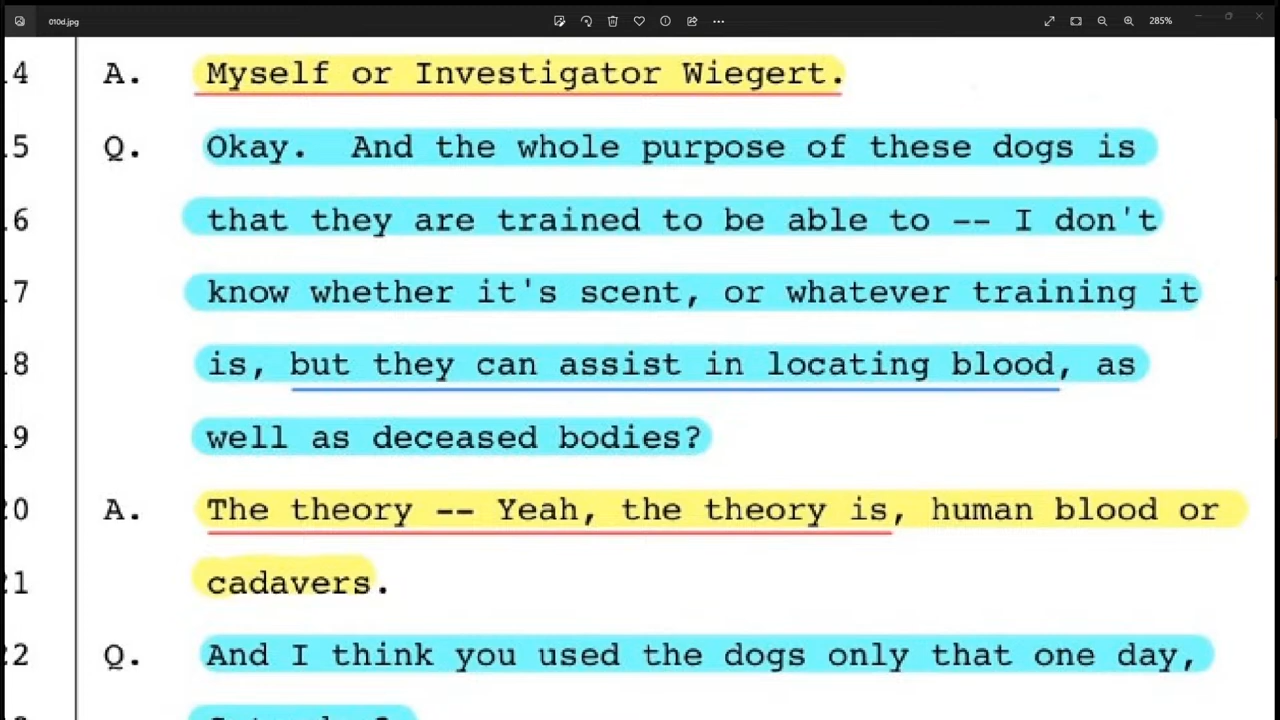 010d.jpg
285%
14 A. Myself or Investigator Wiegert.
15 Q. Okay. And the whole purpose of these dogs is
16 that they are trained to be able to -- I don't
17 know whether it's scent, or whatever training it
18 is, but they can assist in locating blood, as
19 well as deceased bodies?
20 A. The theory -- Yeah, the theory is, human blood or
21 cadavers.
22 Q. And I think you used the dogs only that one day,